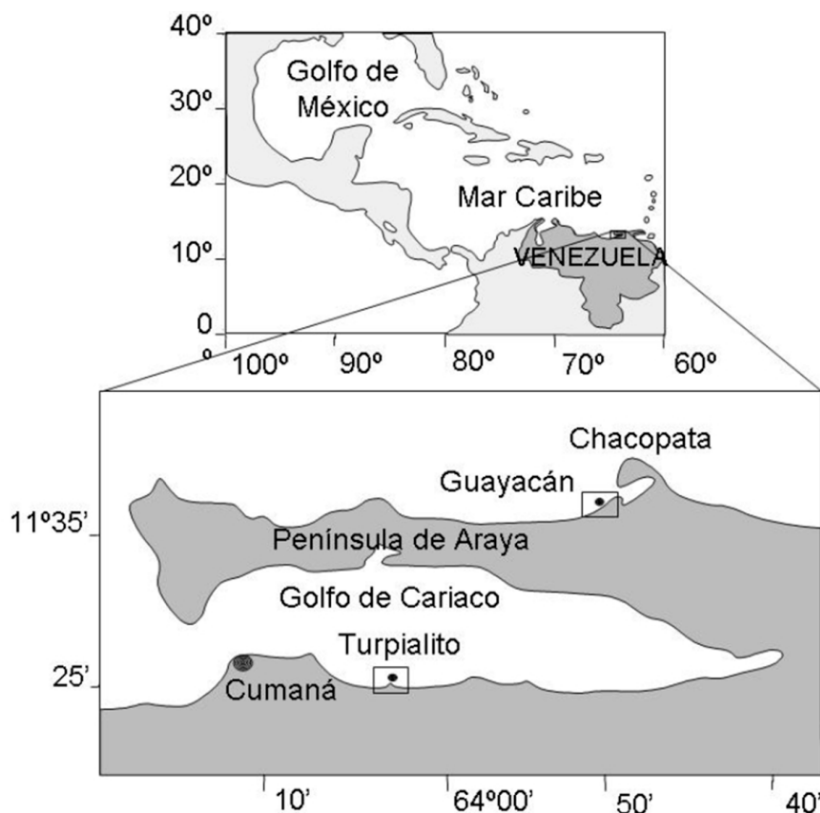 40º
Golfo de
México
30º
20º
Mar Caribe
10º
VENEZUELA
0
º
100º
90º
80º
70º
60º
Chacopata
Guayacán
11º35’
Península de Araya
Golfo de Cariaco
Turpialito
25’
Cumaná
10’
64º00’
50’
40’